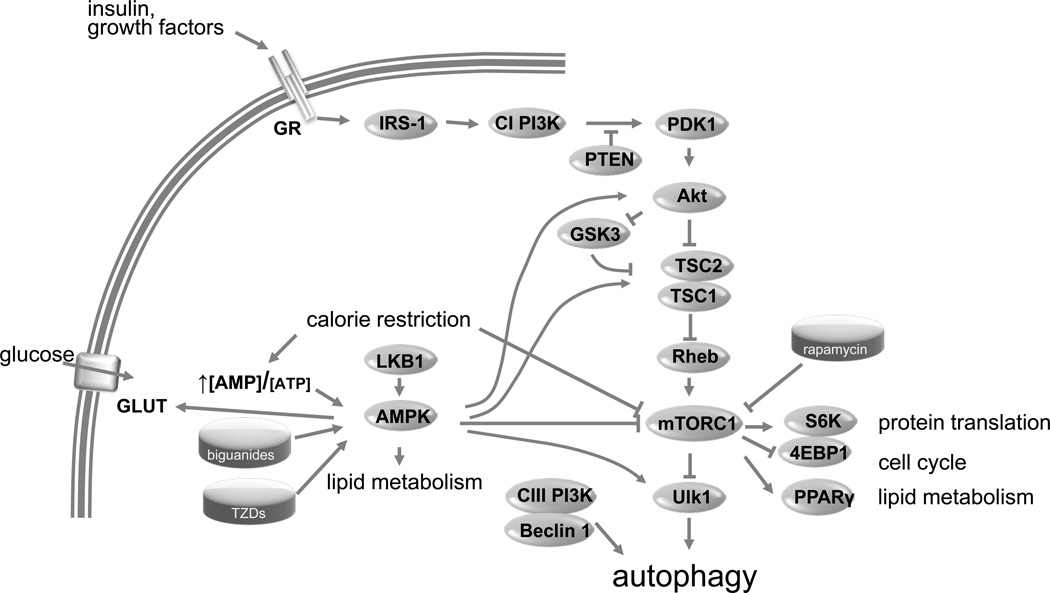 insulin,
growth factors
GR
IRS-1
CI PI3K
PDK1
PTEN
Akt
GSK3
TSC2
TSC1
calorie restriction
LKB1
Rheb
rapamycin
glucose
↑[AMP]/[ATP]
GLUT
AMPK
mTORC1
S6K
protein translation
4EBP1
cell cycle
biguanides
lipid metabolism
TZDs
CIII PI3K
Ulk1
PPARγ
lipid metabolism
Beclin 1
autophagy